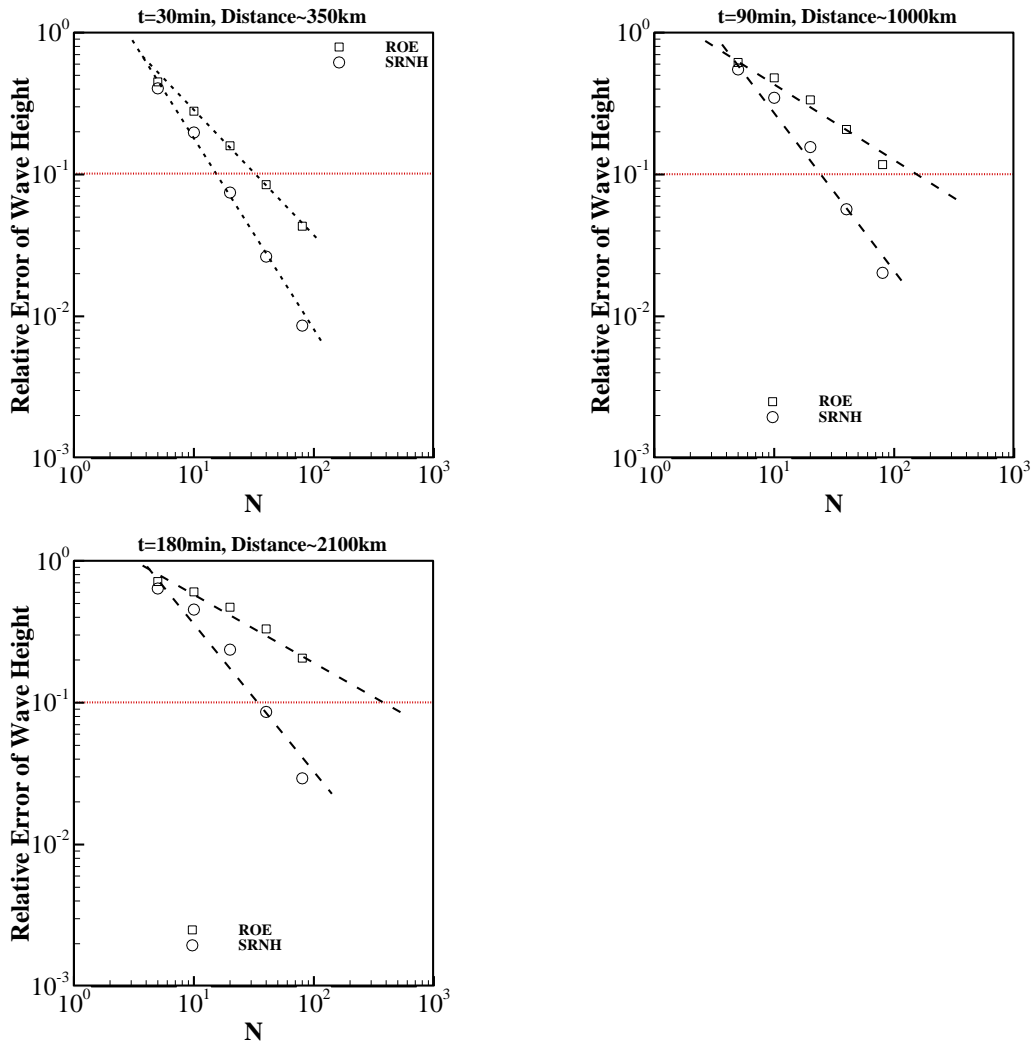 t=30min, Distance~350km
10^0
10^-1
10^-2
10^-3
Relative Error of Wave Height
ROE
SRNH
10^0 10^1 10^2 10^3
N
t=90min, Distance~1000km
10^0
10^-1
10^-2
10^-3
Relative Error of Wave Height
ROE
SRNH
10^0 10^1 10^2 10^3
N
t=180min, Distance~2100km
10^0
10^-1
10^-2
10^-3
Relative Error of Wave Height
ROE
SRNH
10^0 10^1 10^2 10^3
N